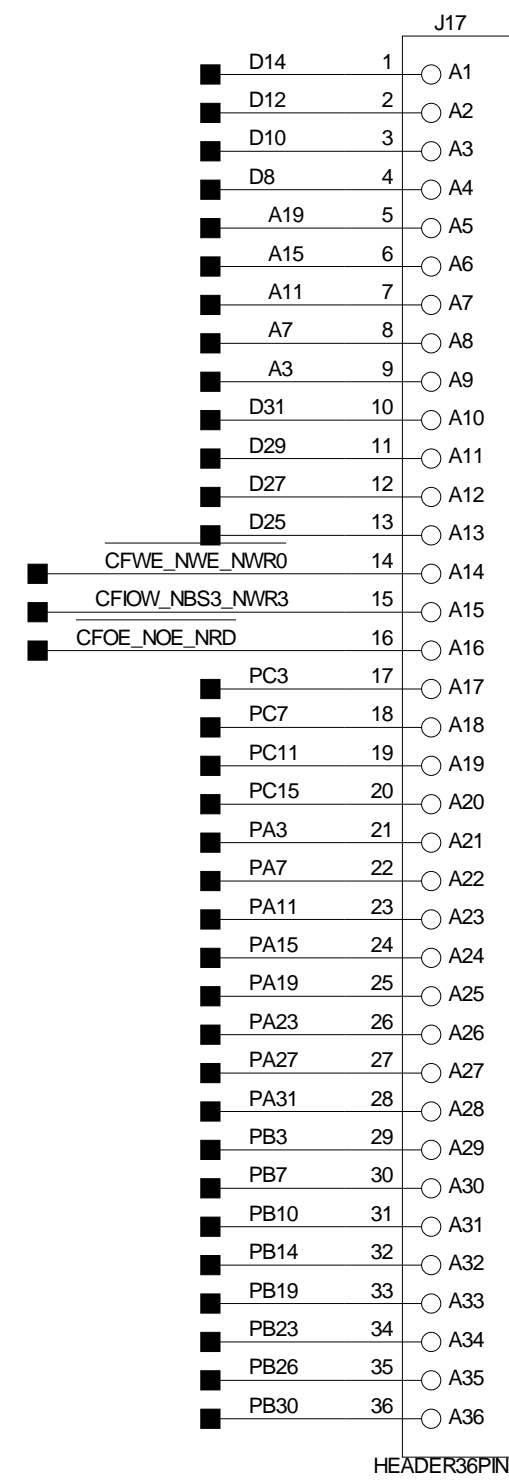 J17
D14 1 A1
D12 2 A2
D10 3 A3
D8 4 A4
A19 5 A5
A15 6 A6
A11 7 A7
A7 8 A8
A3 9 A9
D31 10 A10
D29 11 A11
D27 12 A12
D25 13 A13
CFWE_NWE_NWR0 14 A14
CFIOW_NBS3_NWR3 15 A15
CFOE_NOE_NRD 16 A16
PC3 17 A17
PC7 18 A18
PC11 19 A19
PC15 20 A20
PA3 21 A21
PA7 22 A22
PA11 23 A23
PA15 24 A24
PA19 25 A25
PA23 26 A26
PA27 27 A27
PA31 28 A28
PB3 29 A29
PB7 30 A30
PB10 31 A31
PB14 32 A32
PB19 33 A33
PB23 34 A34
PB26 35 A35
PB30 36 A36
HEADER36PIN